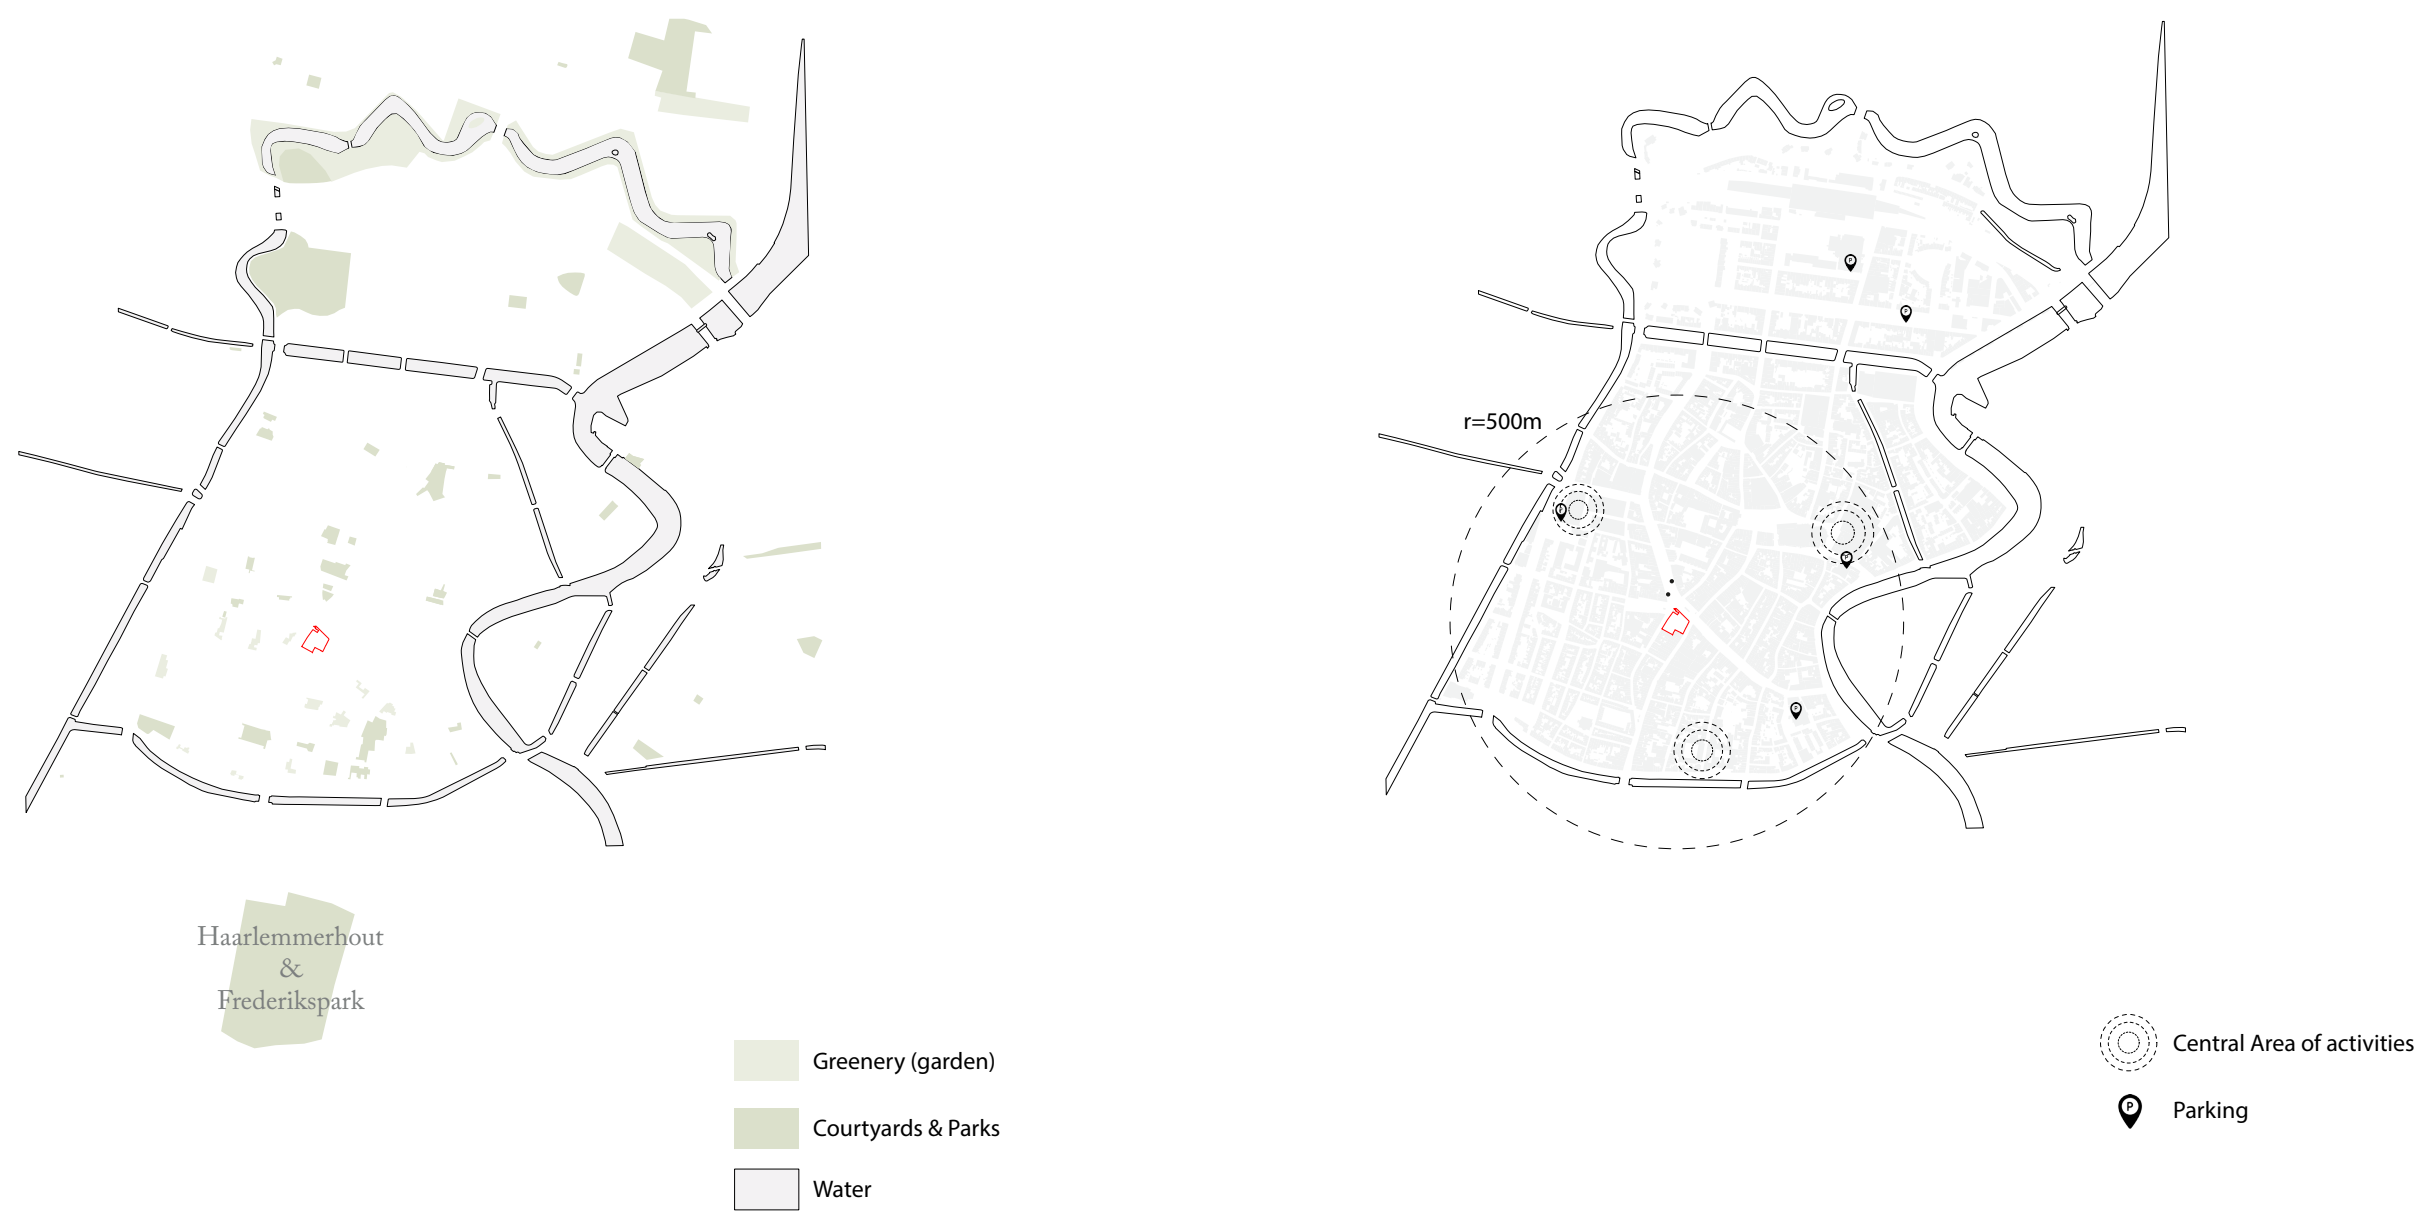 r=500m
Haarlemmerhout
&
Frederikspark
Greenery (garden)
Courtyards & Parks
Water
Central Area of activities
P
Parking
P
P
P
P
P